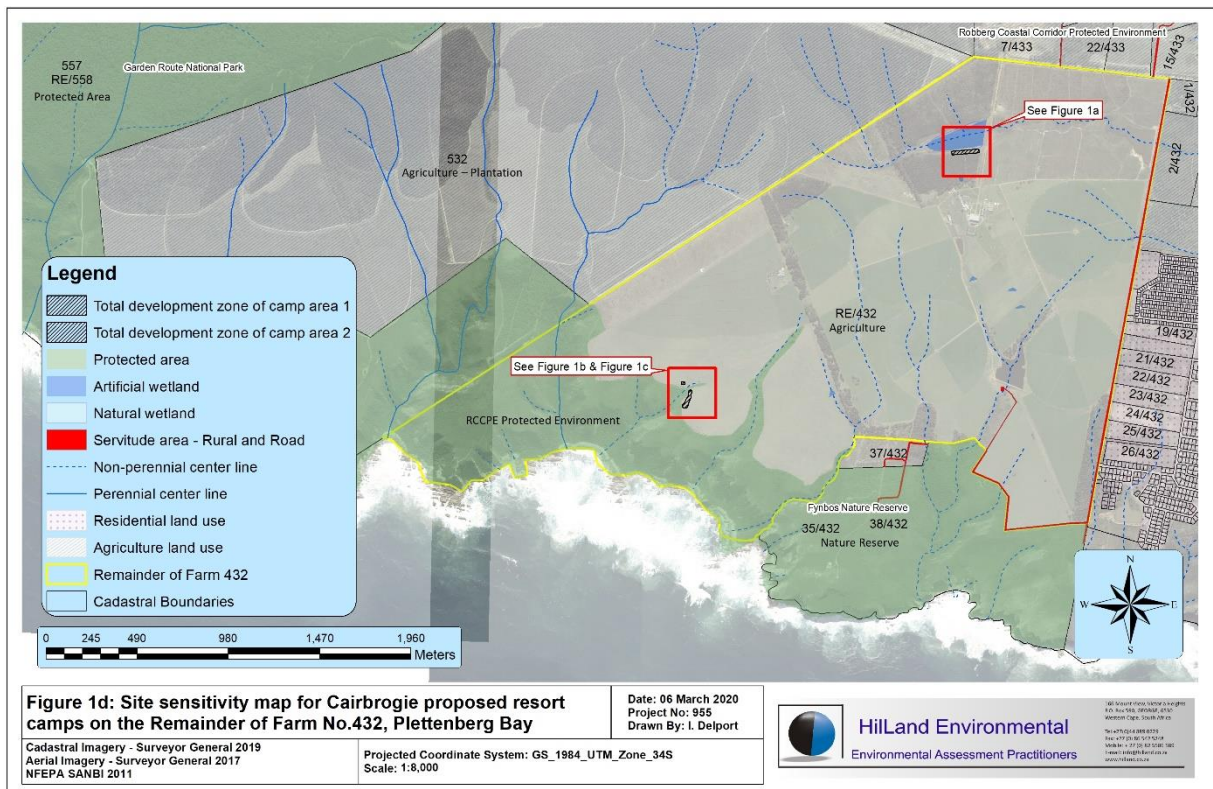 Robberg Coastal Corridor Protected Environment
7/433
22/433
15/433
557
RE/558
Protected Area
Garden Route National Park
1/432
2/432
See Figure 1a
532
Agriculture – Plantation
Legend
Total development zone of camp area 1
Total development zone of camp area 2
Protected area
Artificial wetland
Natural wetland
Servitude area - Rural and Road
Non-perennial center line
Perennial center line
Residential land use
Agriculture land use
Remainder of Farm 432
Cadastral Boundaries
RE/432
Agriculture
See Figure 1b & Figure 1c
RCCPE Protected Environment
19/432
21/432
22/432
23/432
24/432
25/432
26/432
37/432
Fynbos Nature Reserve
35/432
38/432
Nature Reserve
N
W
E
S
0 245 490 980 1,470 1,960
Meters
Figure 1d: Site sensitivity map for Cairbrogie proposed resort
camps on the Remainder of Farm No.432, Plettenberg Bay
Date: 06 March 2020
Project No: 955
Drawn By: I. Delport
Cadastral Imagery - Surveyor General 2019
Aerial Imagery - Surveyor General 2017
NFEPA SANBI 2011
Projected Coordinate System: GS_1984_UTM_Zone_34S
Scale: 1:8,000
HilLand Environmental
Environmental Assessment Practitioners
Western Cape, South Africa
www.hilland.co.za